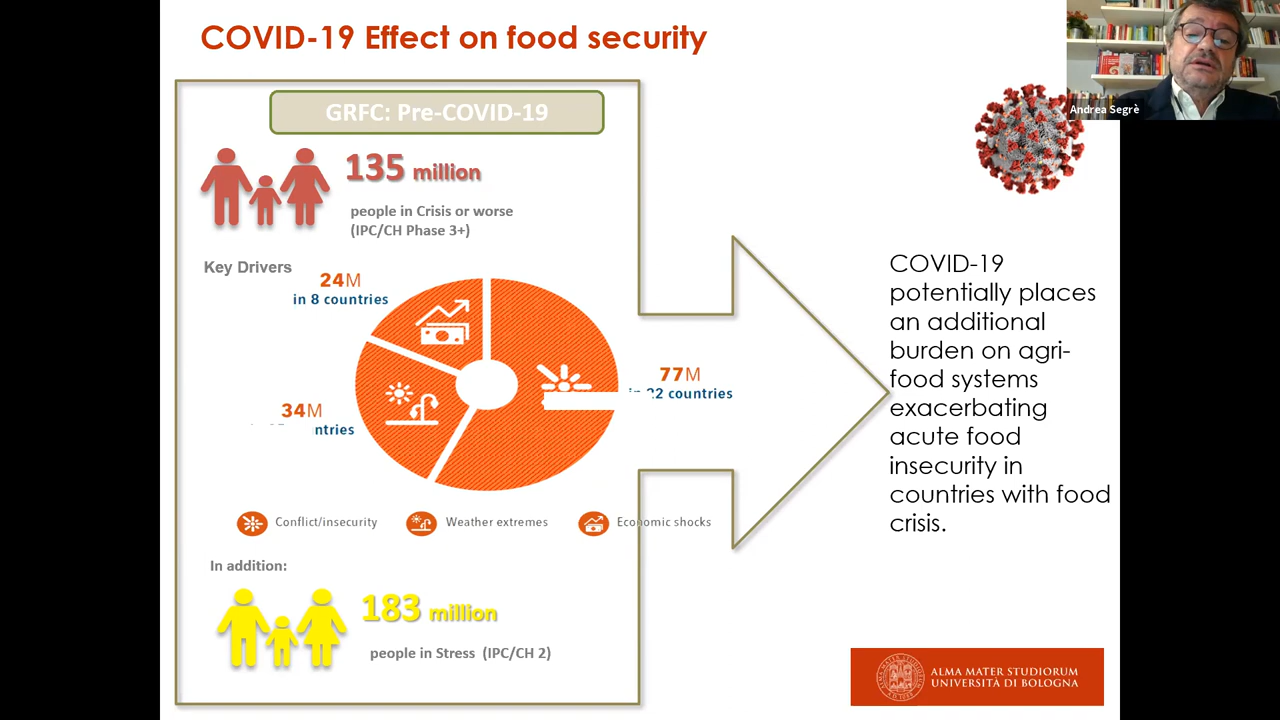 COVID-19 Effect on food security
Andrea Segrè
GRFC: Pre-COVID-19
135 million
people in Crisis or worse
(IPC/CH Phase 3+)
Key Drivers
24M
in 8 countries
77M
22 countries
34M
Conflict/insecurity
Weather extremes
Economic shocks
In addition:
183 million
people in Stress (IPC/CH 2)
COVID-19
potentially places
an additional
burden on agri-
food systems
exacerbating
acute food
insecurity in
countries with food
crisis.
ALMA MATER STUDIORUM
UNIVERSITÀ DI BOLOGNA